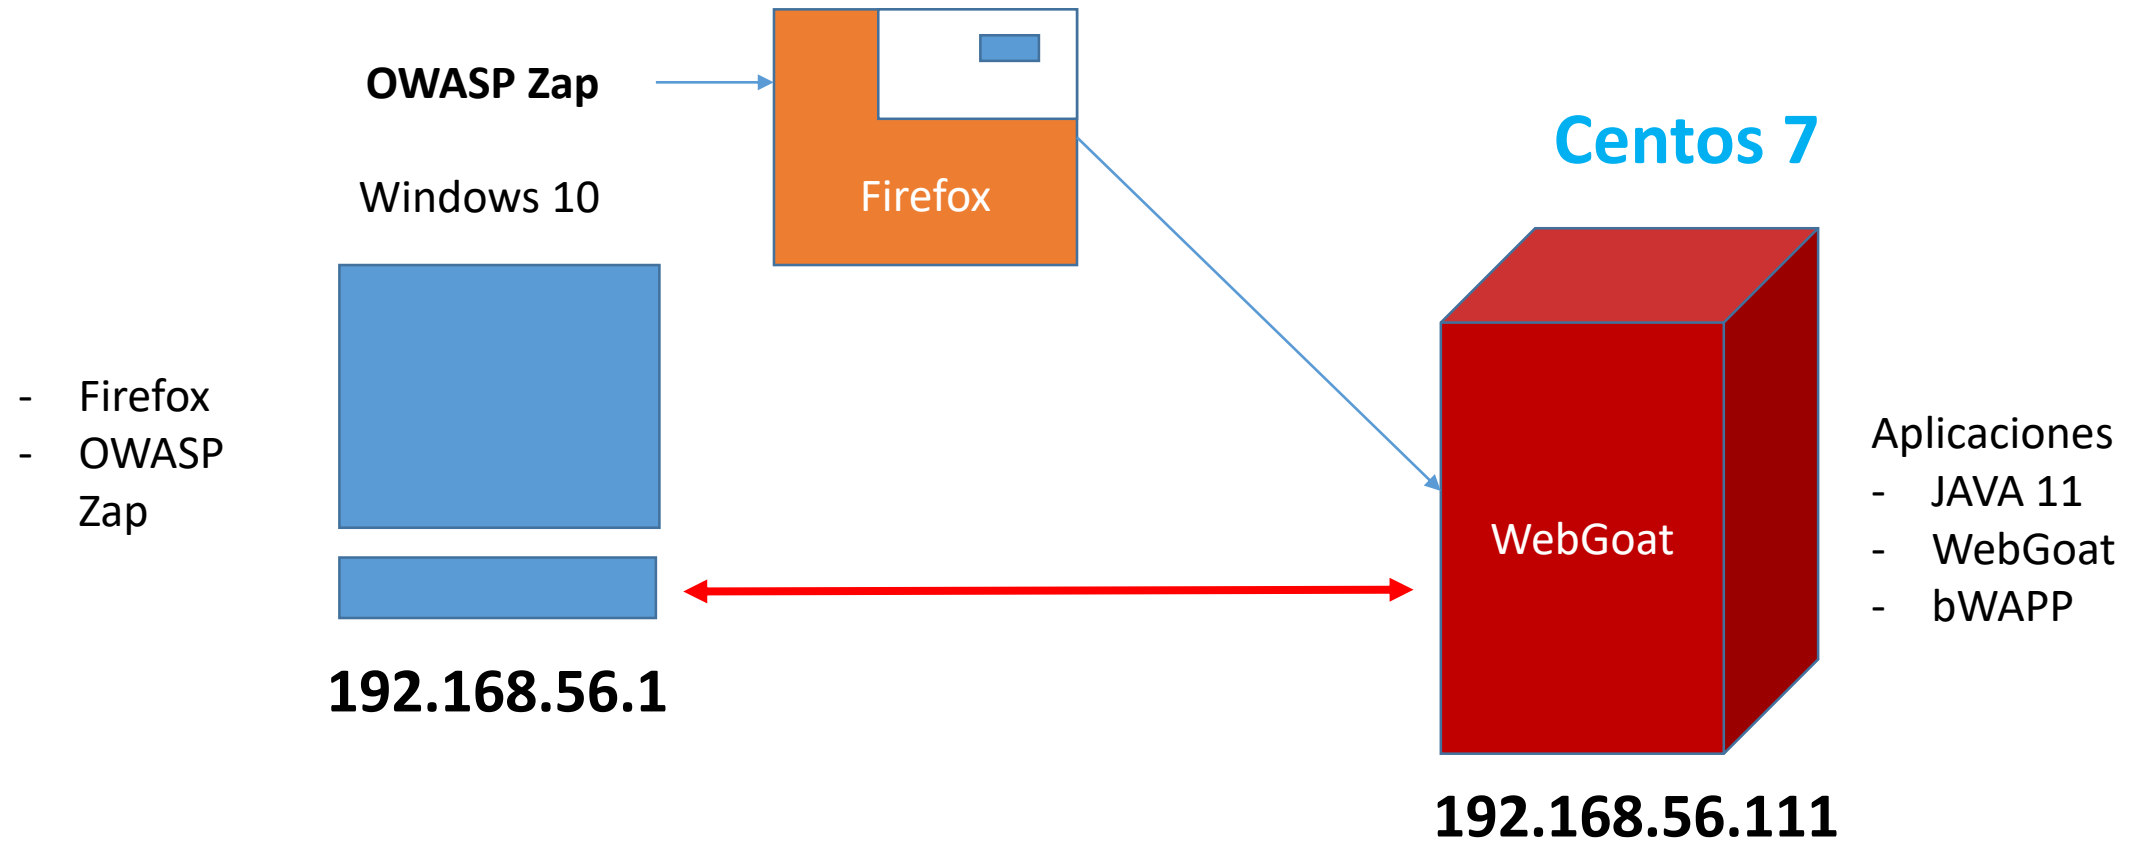 OWASP Zap
Windows 10
Firefox
Centos 7
- Firefox
- OWASP
Zap
WebGoat
Aplicaciones
- JAVA 11
- WebGoat
- bWAPP
192.168.56.1
192.168.56.111